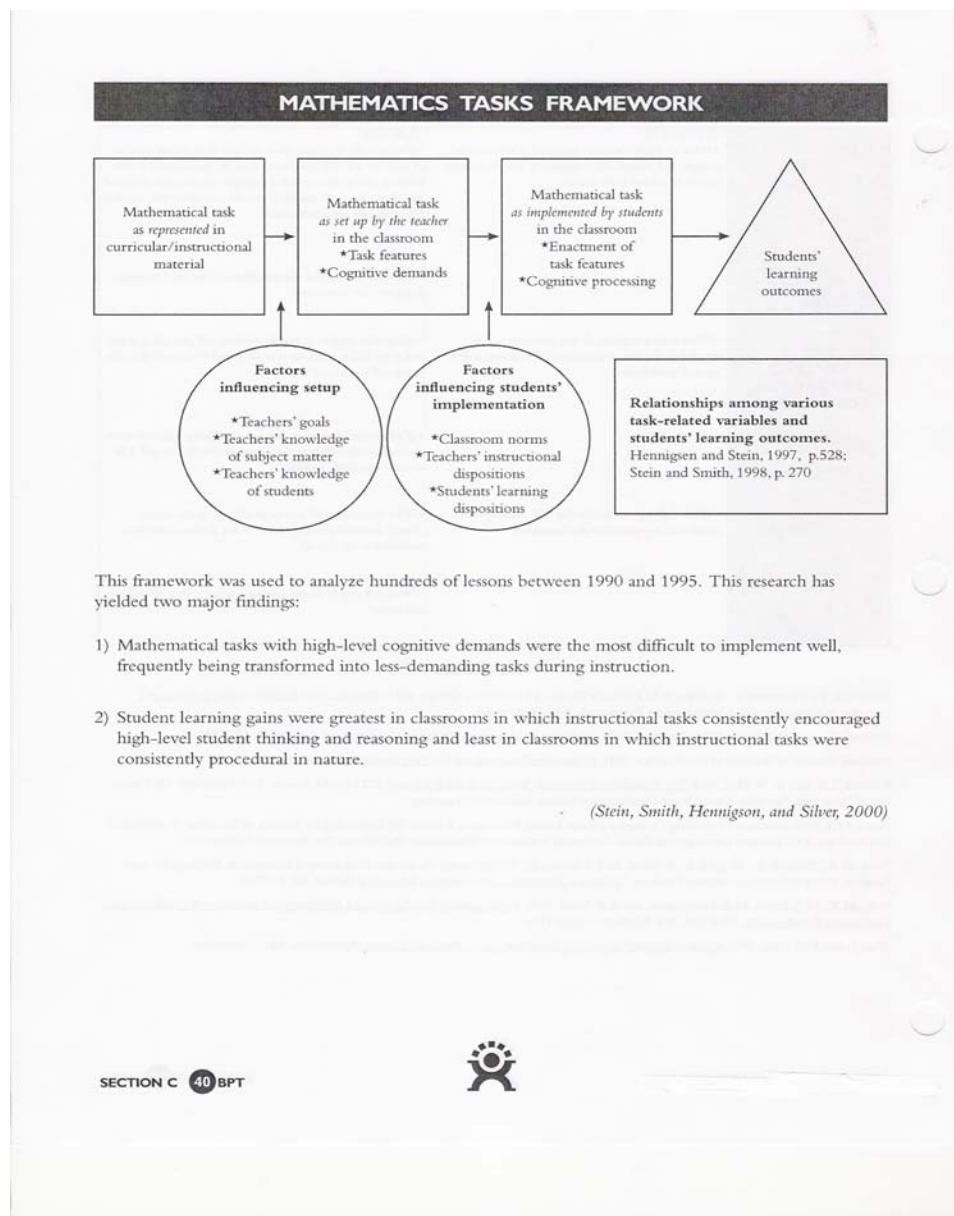 MATHEMATICS TASKS FRAMEWORK
Mathematical task
as represented in
curricular/instructional
material
Mathematical task
as set up by the teacher
in the classroom
*Task features
*Cognitive demands
Mathematical task
as implemented by students
in the classroom
*Enactment of
task features
*Cognitive processing
Students'
learning
outcomes
Factors
influencing setup
*Teachers' goals
*Teachers' knowledge
of subject matter
*Teachers' knowledge
of students
Factors
influencing students'
implementation
*Classroom norms
*Teachers' instructional
dispositions
*Students' learning
dispositions
Relationships among various
task-related variables and
students' learning outcomes.
Hennigsen and Stein, 1997, p.528;
Stein and Smith, 1998, p. 270
This framework was used to analyze hundreds of lessons between 1990 and 1995. This research has
yielded two major findings:
1) Mathematical tasks with high-level cognitive demands were the most difficult to implement well,
frequently being transformed into less-demanding tasks during instruction.
2) Student learning gains were greatest in classrooms in which instructional tasks consistently encouraged
high-level student thinking and reasoning and least in classrooms in which instructional tasks were
consistently procedural in nature.
(Stein, Smith, Hennigson, and Silver, 2000)
SECTION C 40 BPT